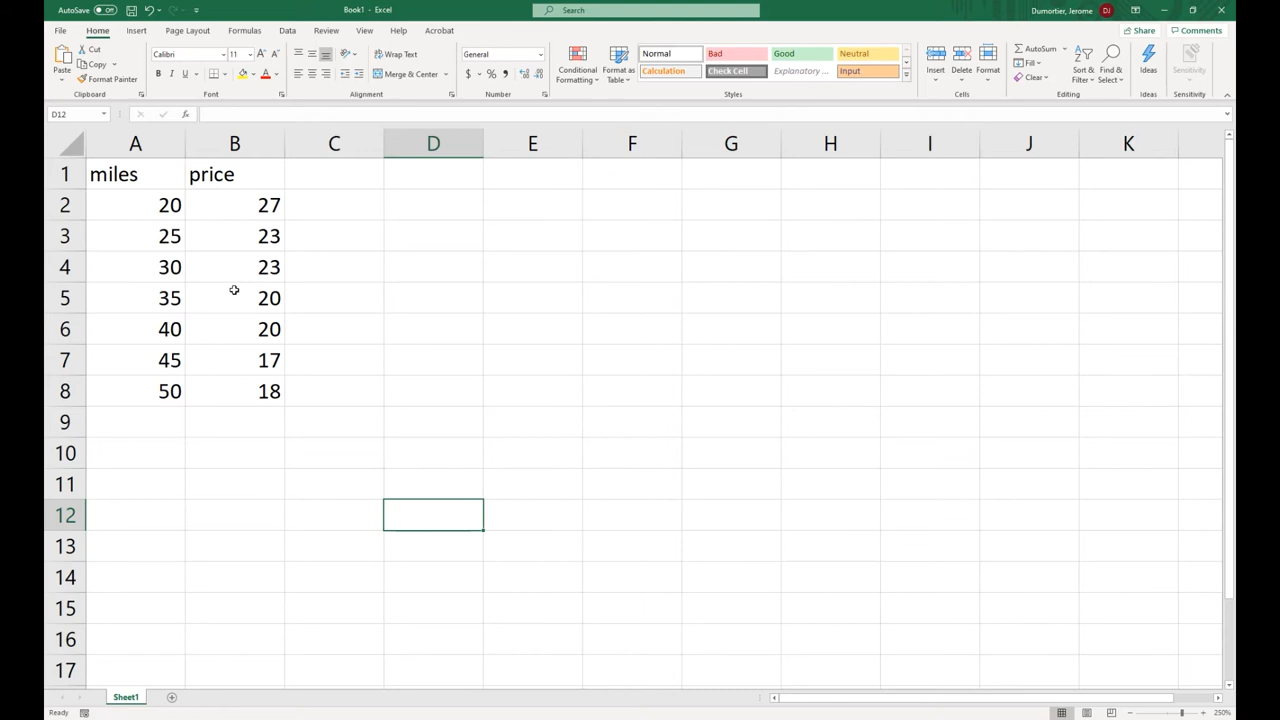 AutoSave Off Book1 - Excel Search Dumortier, Jerome DJ
File Home Insert Page Layout Formulas Data Review View Help Acrobat Share Comments
Paste Cut Copy Format Painter Clipboard
Calibri 11 A A B I U A Font
Wrap Text Merge & Center Alignment
General $ % , Number
Conditional Formatting Format as Table Normal Bad Good Neutral Calculation Check Cell Explanatory ... Input Styles
Insert Delete Format Cells
AutoSum Fill Clear Sort & Filter Find & Select Editing
Ideas Ideas
Sensitivity Sensitivity
D12 fx
A B C D E F G H I J K
1 miles price
2 20 27
3 25 23
4 30 23
5 35 20
6 40 20
7 45 17
8 50 18
9
10
11
12
13
14
15
16
17
Sheet1
Ready 250%